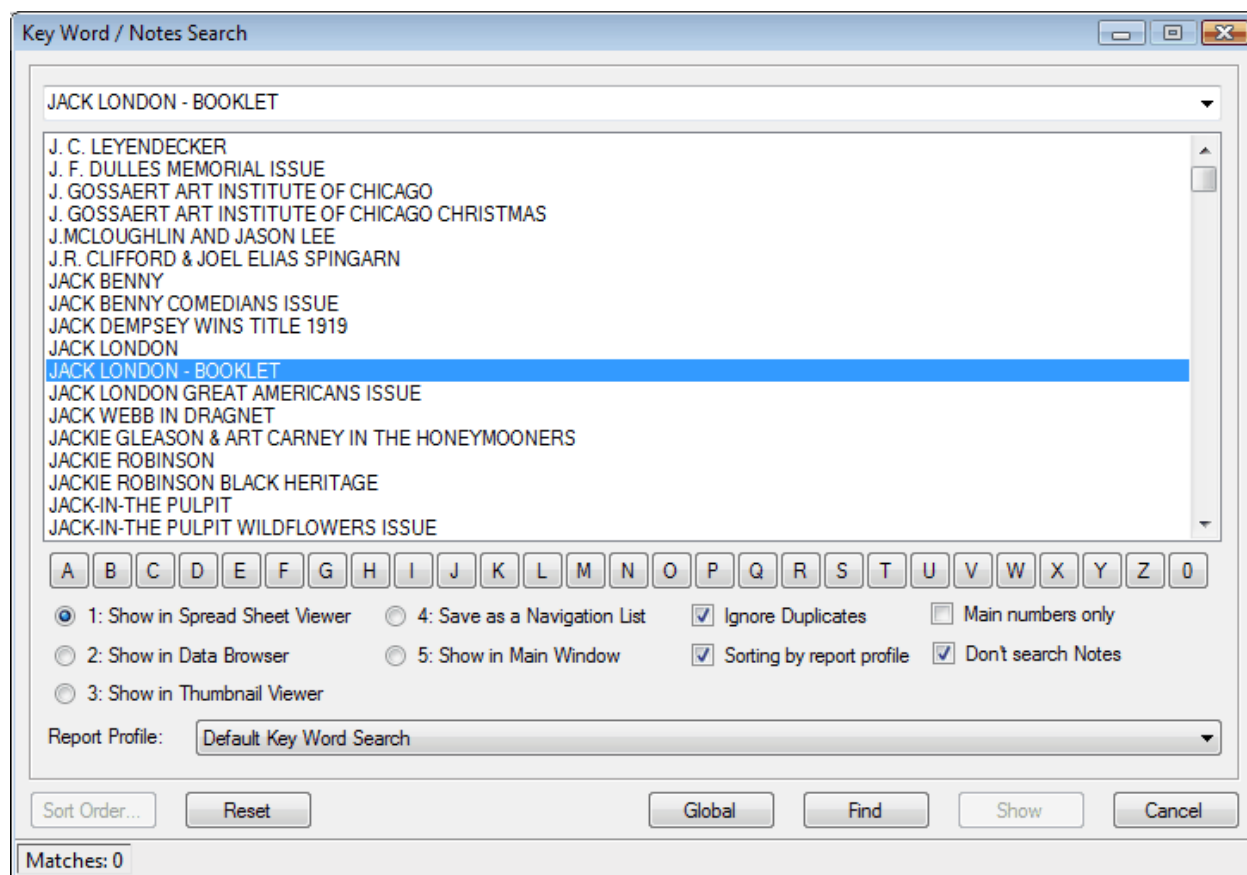 Key Word / Notes Search
JACK LONDON - BOOKLET
J. C. LEYENDECKER
J. F. DULLES MEMORIAL ISSUE
J. GOSSAERT ART INSTITUTE OF CHICAGO
J. GOSSAERT ART INSTITUTE OF CHICAGO CHRISTMAS
J.MCLOUGHLIN AND JASON LEE
J.R. CLIFFORD & JOEL ELIAS SPINGARN
JACK BENNY
JACK BENNY COMEDIANS ISSUE
JACK DEMPSEY WINS TITLE 1919
JACK LONDON
JACK LONDON - BOOKLET
JACK LONDON GREAT AMERICANS ISSUE
JACK WEBB IN DRAGNET
JACKIE GLEASON & ART CARNEY IN THE HONEYMOONERS
JACKIE ROBINSON
JACKIE ROBINSON BLACK HERITAGE
JACK-IN-THE PULPIT
JACK-IN-THE PULPIT WILDFLOWERS ISSUE
A B C D E F G H I J K L M N O P Q R S T U V W X Y Z 0
1: Show in Spread Sheet Viewer 4: Save as a Navigation List Ignore Duplicates Main numbers only
2: Show in Data Browser 5: Show in Main Window Sorting by report profile Don't search Notes
3: Show in Thumbnail Viewer
Report Profile: Default Key Word Search
Sort Order... Reset Global Find Show Cancel
Matches: 0